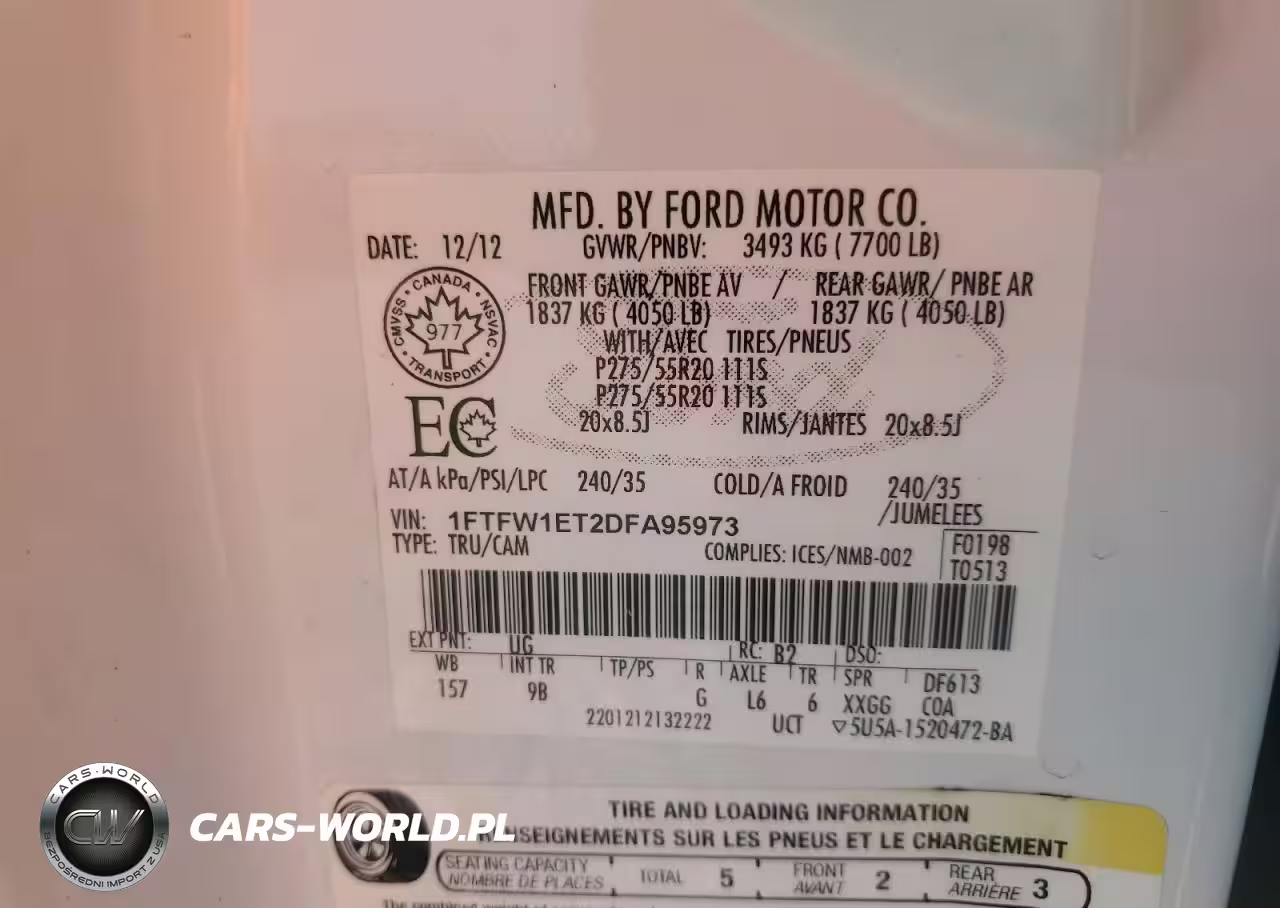 MFD. BY FORD MOTOR CO.
DATE: 12/12 GVWR/PNBV: 3493 KG ( 7700 LB)
FRONT GAWR/PNBE AV / REAR GAWR/ PNBE AR
1837 KG ( 4050 LB) 1837 KG ( 4050 LB)
WITH/AVEC TIRES/PNEUS
P275/55R20 111S
P275/55R20 111S
20x8.5J RIMS/JANTES 20x8.5J
CANADA
CMVSS NSVAC
977
TRANSPORT
EC
AT/A kPa/PSI/LPC 240/35 COLD/A FROID 240/35
/JUMELEES
VIN: 1FTFW1ET2DFA95973
TYPE: TRU/CAM COMPLIES: ICES/NMB-002
F0198
T0513
EXT PNT: UG RC: B2 DSO:
WB INT TR TP/PS R AXLE TR SPR DF613
157 9B G L6 6 XXGG COA
2201212132222 UCT ▽5U5A-1520472-BA
TIRE AND LOADING INFORMATION
RENSEIGNEMENTS SUR LES PNEUS ET LE CHARGEMENT
SEATING CAPACITY
NOMBRE DE PLACES
TOTAL 5
FRONT
AVANT 2
REAR
ARRIÈRE 3
CARS-WORLD
CW
BEZPOŚREDNI IMPORT Z USA
CARS-WORLD.PL